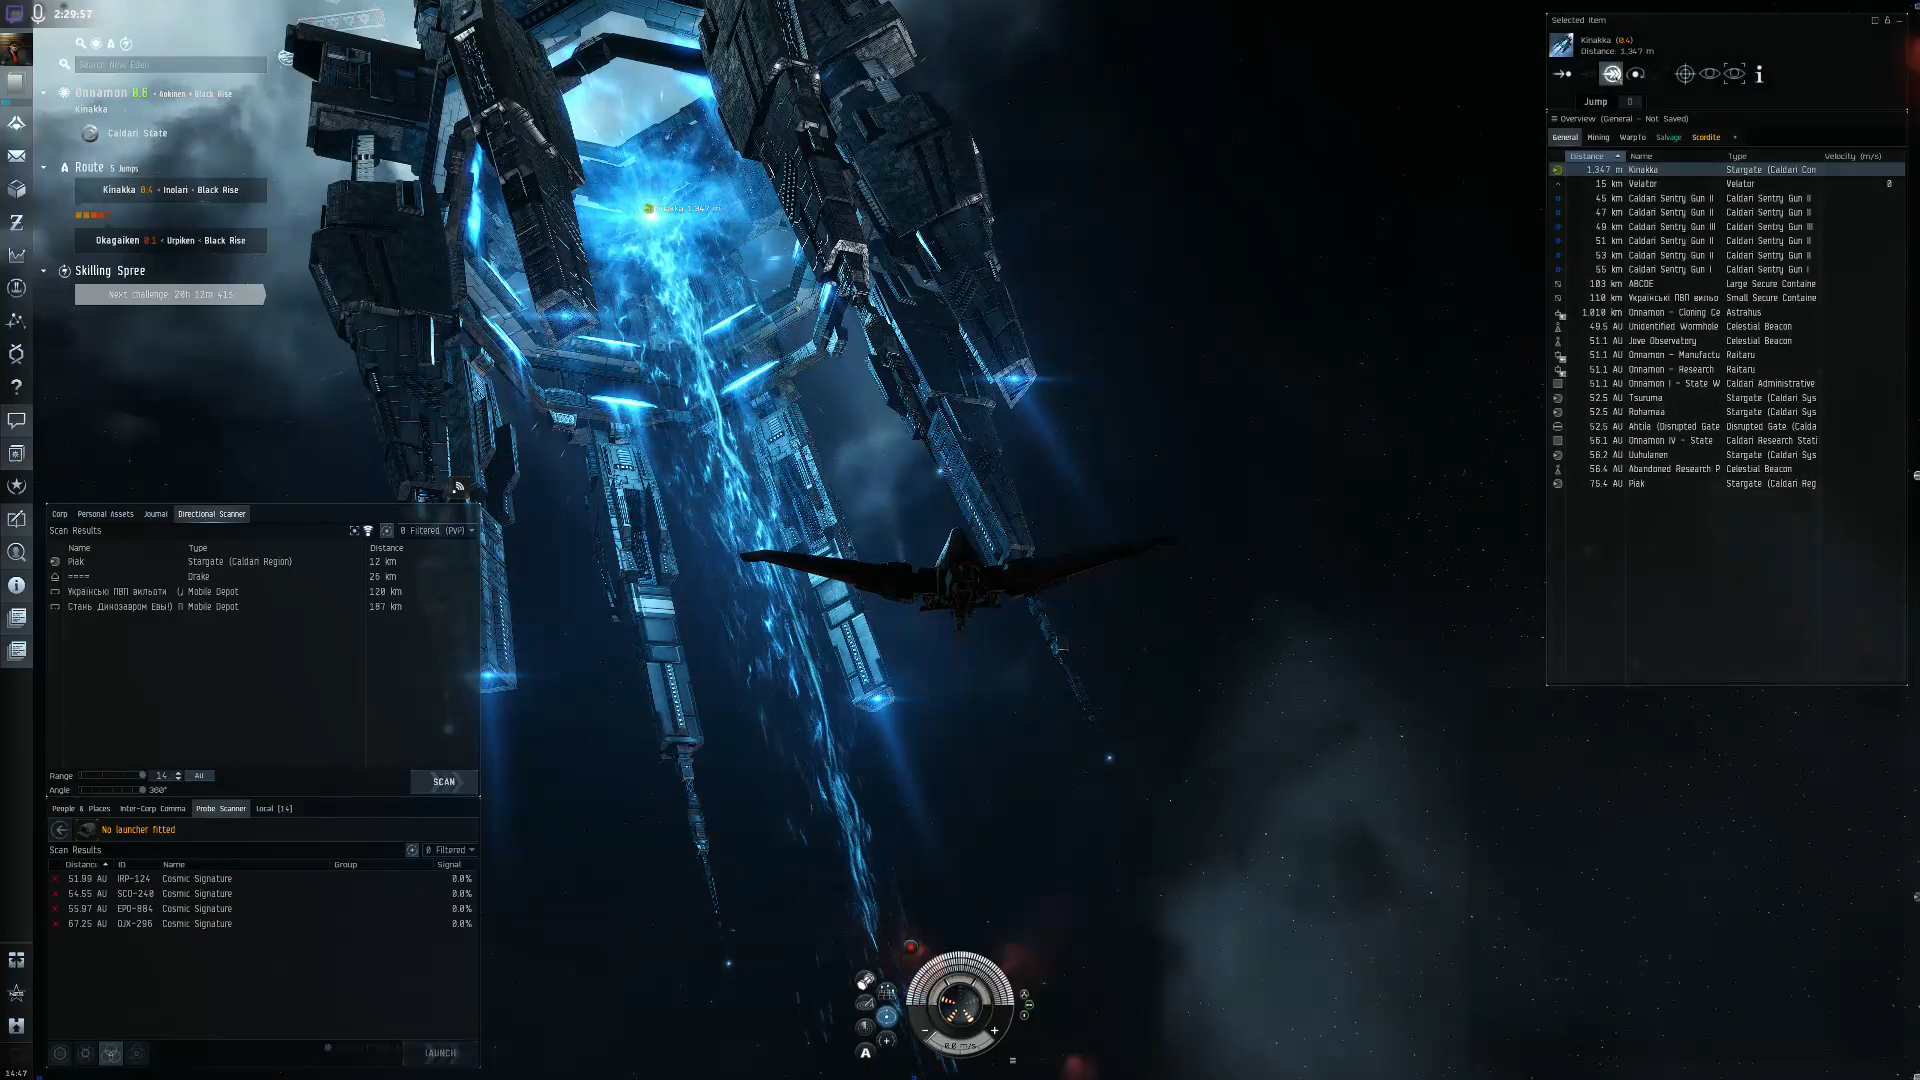 2:29:57
Search New Eden
Onnamon 0.6 < Aokinen < Black Rise
Kinakka
Caldari State
Route 5 Jumps
Kinakka 0.4 < Inolari < Black Rise
Okagaiken 0.1 < Urpiken < Black Rise
Skilling Spree
Next challenge: 20h 12m 41s
Kinakka 1,347 m
Corp Personal Assets Journal Directional Scanner
Scan Results 0 Filtered (PvP)
Name Type Distance
Piak Stargate (Caldari Region) 12 km
==== Drake 26 km
Українські ПВП вильоти ( Mobile Depot 120 km
Стань Динозавром Евы!) П Mobile Depot 187 km
Range 14 AU
Angle 360°
SCAN
People & Places Inter-Corp Comma Probe Scanner Local [14]
No launcher fitted
Scan Results 0 Filtered
Distanc ID Name Group Signal
51.99 AU IRP-124 Cosmic Signature 0.0%
54.55 AU SCO-240 Cosmic Signature 0.0%
55.97 AU EPO-884 Cosmic Signature 0.0%
67.25 AU OJX-296 Cosmic Signature 0.0%
LAUNCH
14:47
NES
A
0.0 m/s
Selected Item
Kinakka (0.4)
Distance: 1,347 m
Jump
Overview (General - Not Saved)
General Mining WarpTo Salvage Scordite +
Distance Name Type Velocity (m/s)
1,347 m Kinakka Stargate (Caldari Con
15 km Velator Velator 0
45 km Caldari Sentry Gun II Caldari Sentry Gun II
47 km Caldari Sentry Gun II Caldari Sentry Gun II
49 km Caldari Sentry Gun III Caldari Sentry Gun III
51 km Caldari Sentry Gun II Caldari Sentry Gun II
53 km Caldari Sentry Gun II Caldari Sentry Gun II
55 km Caldari Sentry Gun I Caldari Sentry Gun I
103 km ABCDE Large Secure Containe
110 km Українські ПВП вильо Small Secure Containe
1,010 km Onnamon - Cloning Ce Astrahus
49.5 AU Unidentified Wormhole Celestial Beacon
51.1 AU Jove Observatory Celestial Beacon
51.1 AU Onnamon - Manufactu Raitaru
51.1 AU Onnamon - Research Raitaru
51.1 AU Onnamon I - State W Caldari Administrative
52.5 AU Tsuruma Stargate (Caldari Sys
52.5 AU Rohamaa Stargate (Caldari Sys
52.5 AU Ahtila (Disrupted Gate Disrupted Gate (Calda
56.1 AU Onnamon IV - State Caldari Research Stati
56.2 AU Uuhulanen Stargate (Caldari Sys
56.4 AU Abandoned Research P Celestial Beacon
75.4 AU Piak Stargate (Caldari Reg